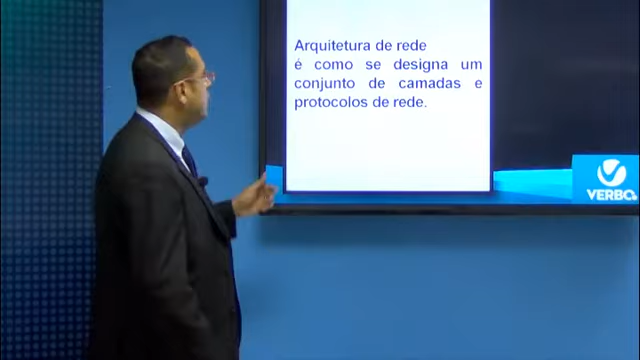 Arquitetura de rede
é como se designa um
conjunto de camadas e
protocolos de rede.
VERBO